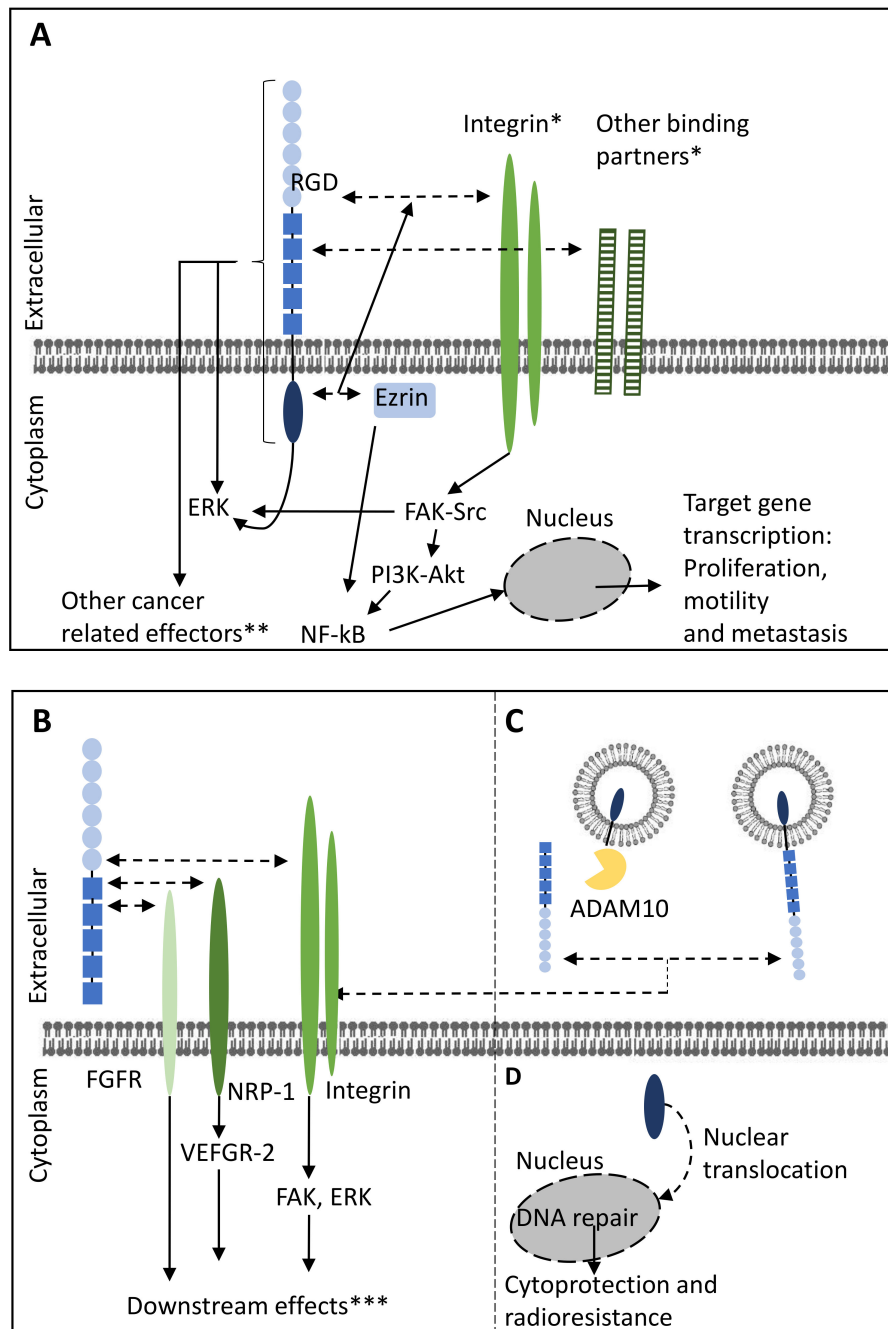 A
Integrin*
Other binding
partners*
RGD
Extracellular
Ezrin
Cytoplasm
ERK
FAK-Src
Nucleus
Target gene
transcription:
Proliferation,
motility
and metastasis
PI3K-Akt
Other cancer
related effectors**
NF-kB
B
Extracellular
FGFR
NRP-1
Integrin
Cytoplasm
VEFGR-2
FAK, ERK
Downstream effects***
C
ADAM10
D
Nuclear
translocation
Nucleus
DNA repair
Cytoprotection and
radioresistance